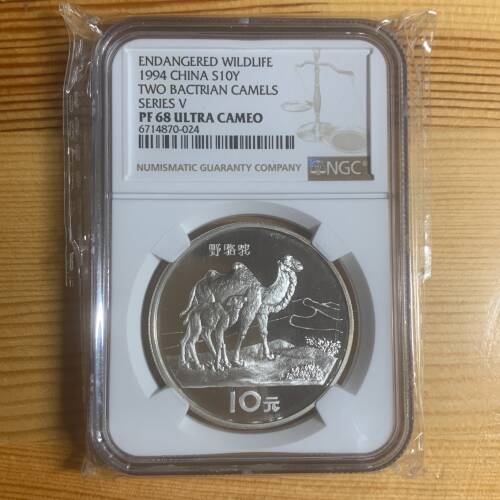 ENDANGERED WILDLIFE
1994 CHINA S10Y
TWO BACTRIAN CAMELS
SERIES V
PF 68 ULTRA CAMEO
6714870-024
NUMISMATIC GUARANTY COMPANY
NGC
野骆驼
10元